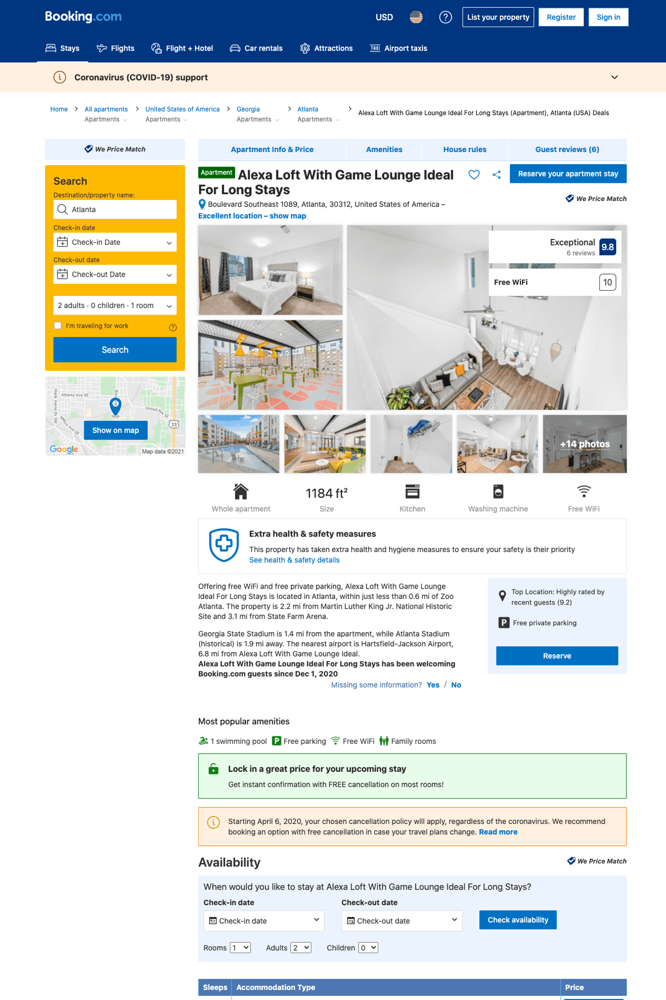 Booking.com
USD
List your property
Register
Sign in
Stays
Flights
Flight + Hotel
Car rentals
Attractions
TAXI Airport taxis
Coronavirus (COVID-19) support
Home
All apartments
Apartments
United States of America
Apartments
Georgia
Apartments
Atlanta
Apartments
Alexa Loft With Game Lounge Ideal For Long Stays (Apartment), Atlanta (USA) Deals
We Price Match
Search
Destination/property name:
Atlanta
Check-in date
Check-in Date
Check-out date
Check-out Date
2 adults · 0 children · 1 room
I'm traveling for work
Search
Atlanta Ave SE
Hank Aaron Dr SW
Milton Ave SE
United Ave SE
23
Show on map
Google
Map data ©2021
Apartment Info & Price
Amenities
House rules
Guest reviews (6)
Apartment Alexa Loft With Game Lounge Ideal
For Long Stays
Reserve your apartment stay
We Price Match
Boulevard Southeast 1089, Atlanta, 30312, United States of America –
Excellent location – show map
Exceptional
6 reviews
9.8
Free WiFi
10
+14 photos
Whole apartment
1184 ft²
Size
Kitchen
Washing machine
Free WiFi
Extra health & safety measures
This property has taken extra health and hygiene measures to ensure your safety is their priority
See health & safety details
Offering free WiFi and free private parking, Alexa Loft With Game Lounge
Ideal For Long Stays is located in Atlanta, within just less than 0.6 mi of Zoo
Atlanta. The property is 2.2 mi from Martin Luther King Jr. National Historic
Site and 3.1 mi from State Farm Arena.
Georgia State Stadium is 1.4 mi from the apartment, while Atlanta Stadium
(historical) is 1.9 mi away. The nearest airport is Hartsfield-Jackson Airport,
6.8 mi from Alexa Loft With Game Lounge Ideal.
Alexa Loft With Game Lounge Ideal For Long Stays has been welcoming
Booking.com guests since Dec 1, 2020
Missing some information? Yes / No
Top Location: Highly rated by
recent guests (9.2)
P Free private parking
Reserve
Most popular amenities
1 swimming pool
P Free parking
Free WiFi
Family rooms
Lock in a great price for your upcoming stay
Get instant confirmation with FREE cancellation on most rooms!
Starting April 6, 2020, your chosen cancellation policy will apply, regardless of the coronavirus. We recommend
booking an option with free cancellation in case your travel plans change. Read more
Availability
We Price Match
When would you like to stay at Alexa Loft With Game Lounge Ideal For Long Stays?
Check-in date
Check-in date
Check-out date
Check-out date
Check availability
Rooms 1
Adults 2
Children 0
Sleeps
Accommodation Type
Price